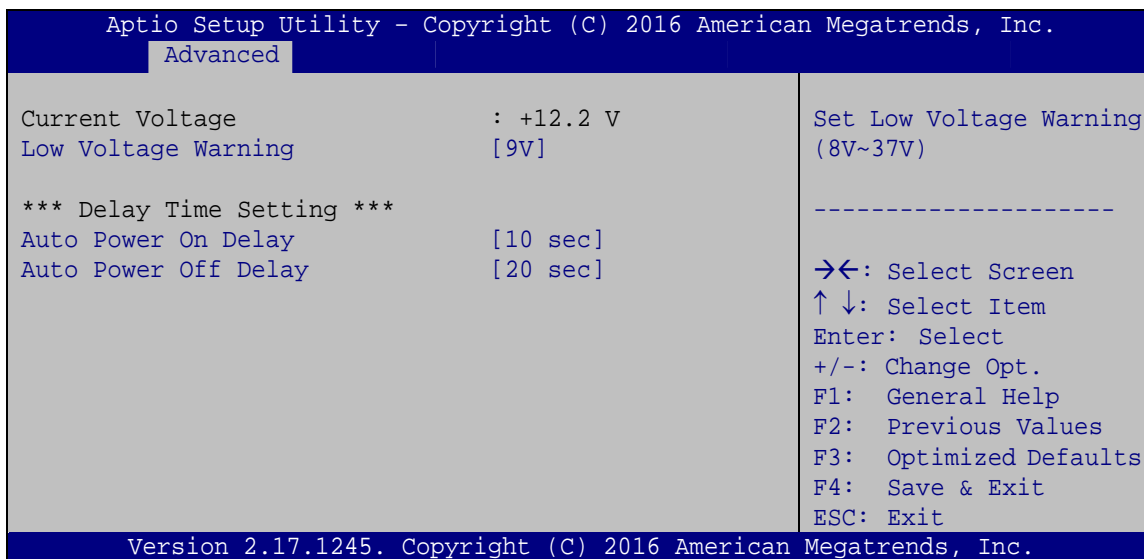 Aptio Setup Utility – Copyright (C) 2016 American Megatrends, Inc.
Advanced
Current Voltage : +12.2 V
Low Voltage Warning [9V]
*** Delay Time Setting ***
Auto Power On Delay [10 sec]
Auto Power Off Delay [20 sec]
Set Low Voltage Warning
(8V~37V)
---------------------
→←: Select Screen
↑ ↓: Select Item
Enter: Select
+/-: Change Opt.
F1: General Help
F2: Previous Values
F3: Optimized Defaults
F4: Save & Exit
ESC: Exit
Version 2.17.1245. Copyright (C) 2016 American Megatrends, Inc.